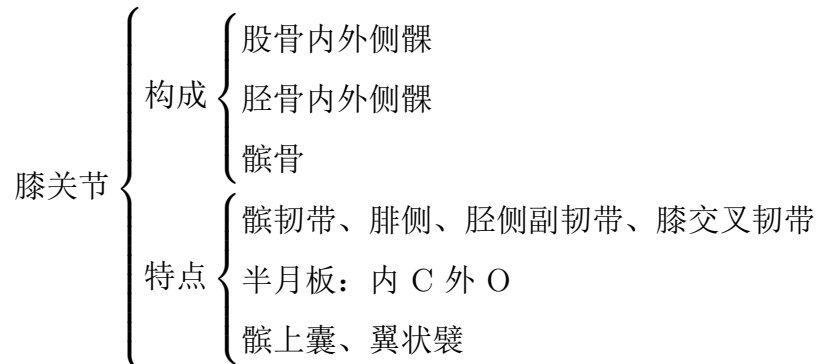 股骨内外侧髁
构成
胫骨内外侧髁
髌骨
膝关节
髌韧带、腓侧、胫侧副韧带、膝交叉韧带
特点
半月板：内 C 外 O
髌上囊、翼状襞